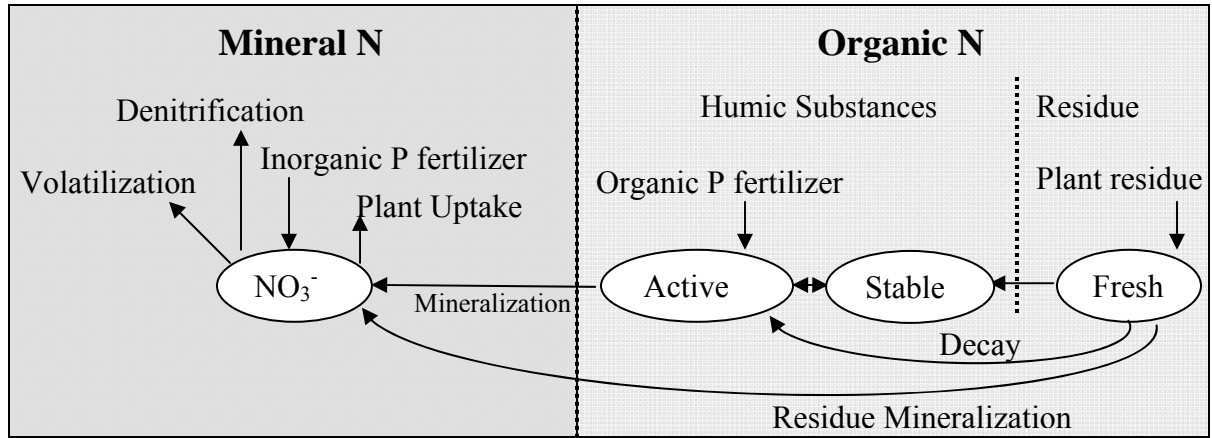 Mineral N
Denitrification
Inorganic P fertilizer
Volatilization
Plant Uptake
NO₃⁻
Mineralization
Organic N
Humic Substances
Residue
Organic P fertilizer
Plant residue
Active
Stable
Fresh
Decay
Residue Mineralization